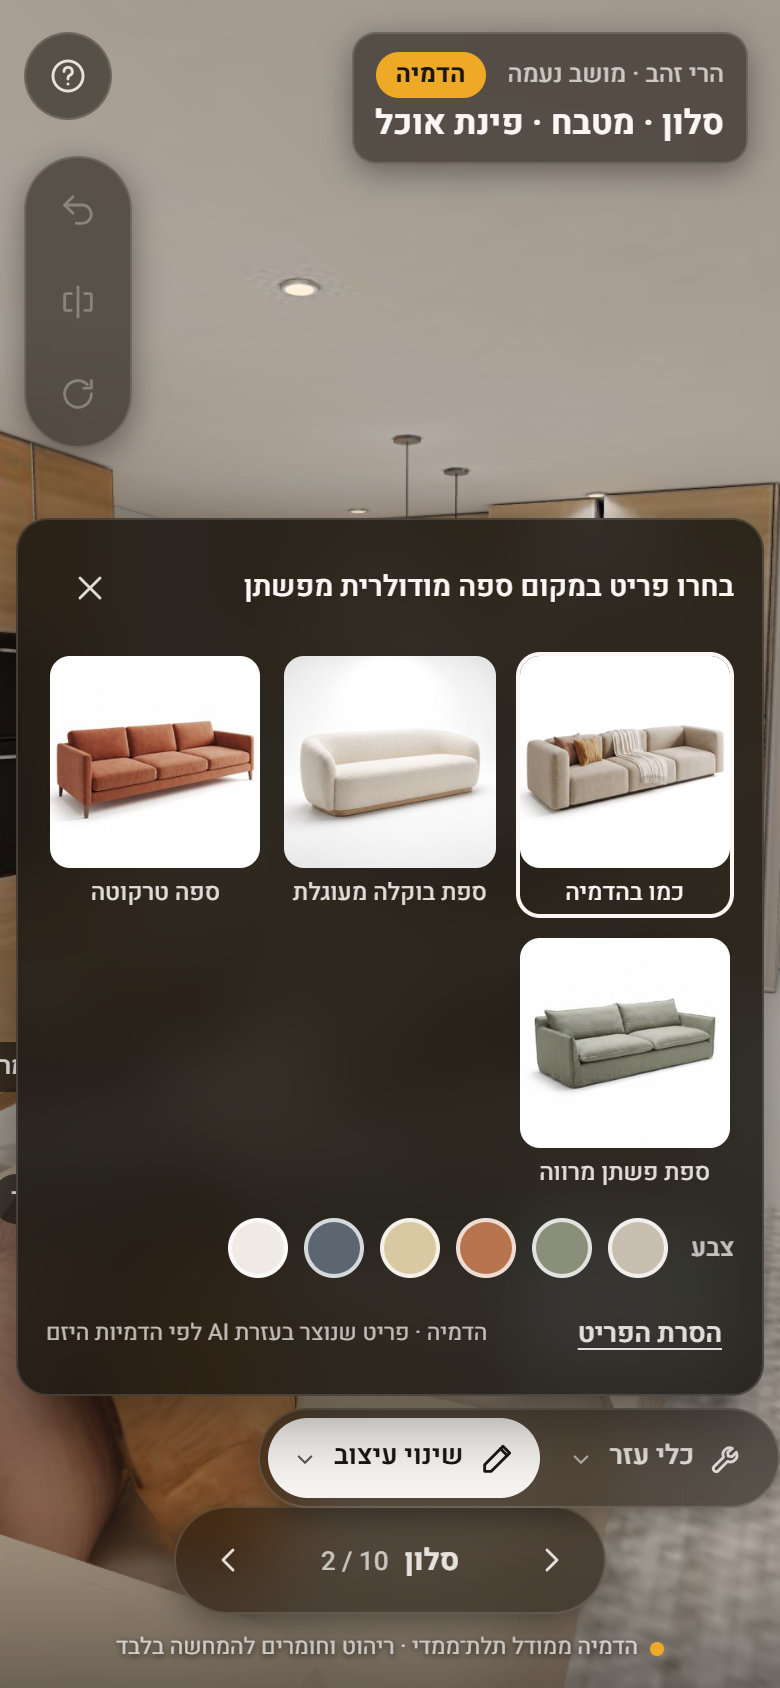 הרי זהב · מושב נעמה הדמיה
סלון · מטבח · פינת אוכל
בחרו פריט במקום ספה מודולרית מפשתן
כמו בהדמיה
ספת בוקלה מעוגלת
ספה טרקוטה
ספת פשתן מרווה
צבע
הסרת הפריט
הדמיה · פריט שנוצר בעזרת AI לפי הדמיות היזם
כלי עזר
שינוי עיצוב
סלון 2 / 10
הדמיה ממודל תלת־ממדי · ריהוט וחומרים להמחשה בלבד